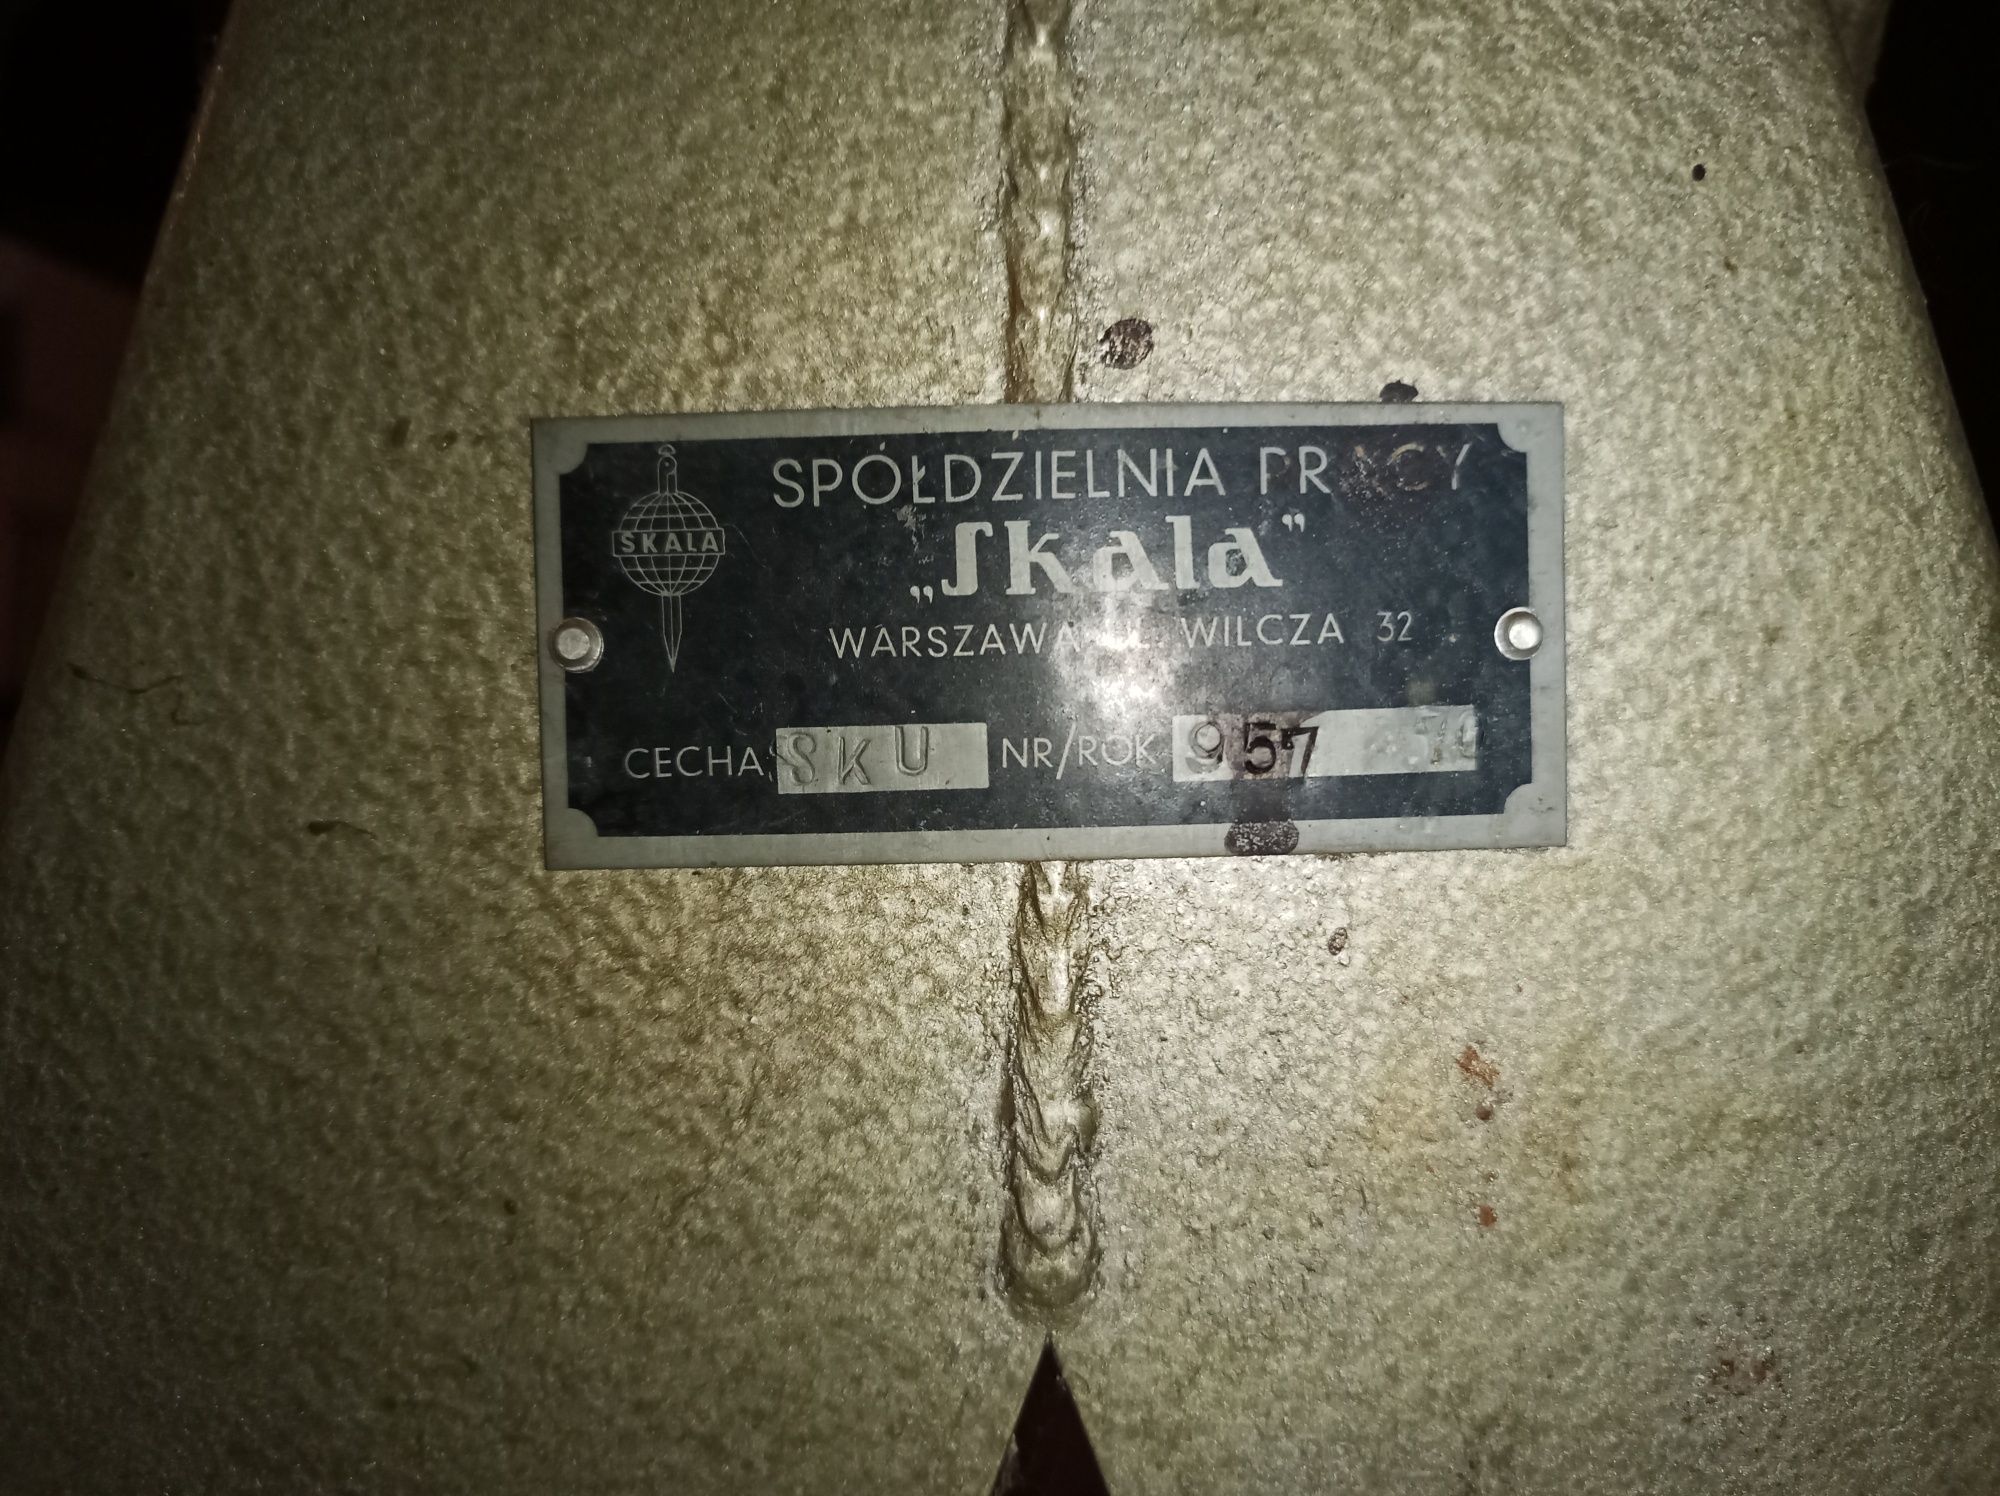 SPÓŁDZIELNIA PRACY
SKALA
„Skala”
WARSZAWA UL. WILCZA 32
CECHA SKU NR/ROK 957